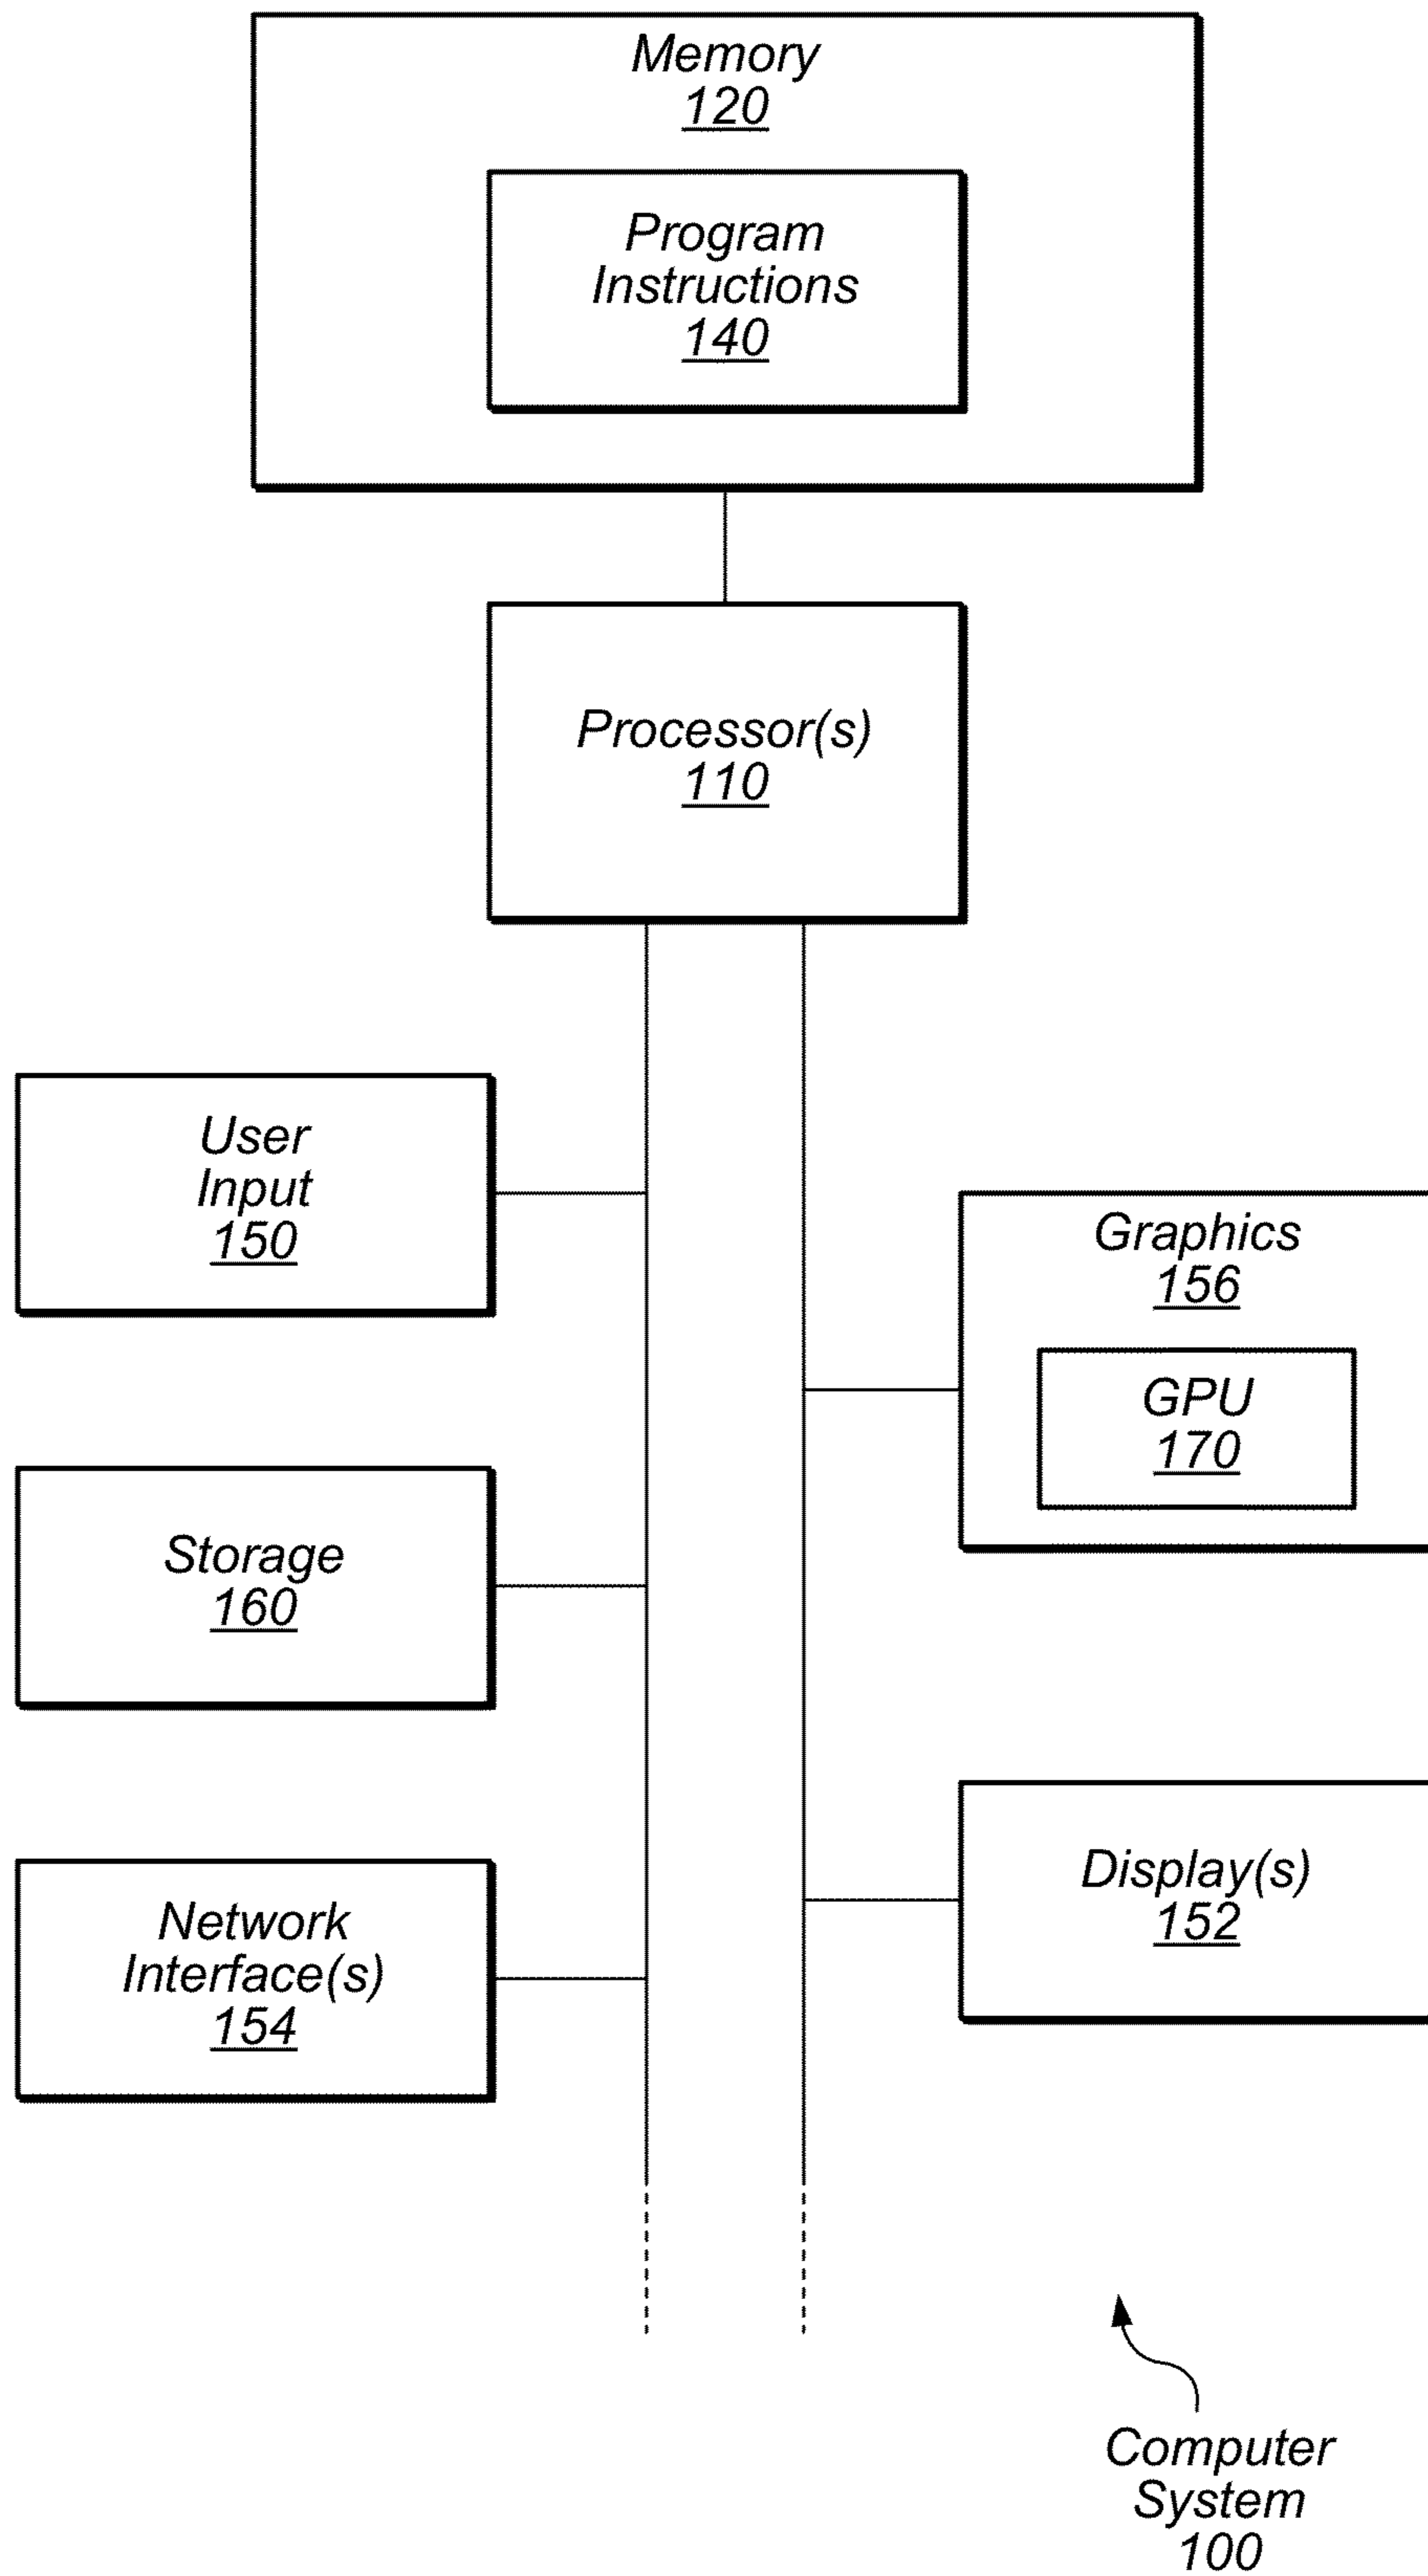 Memory
120
Program
Instructions
140
Processor(s)
110
User
Input
150
Graphics
156
GPU
170
Storage
160
Display(s)
152
Network
Interface(s)
154
Computer
System
100